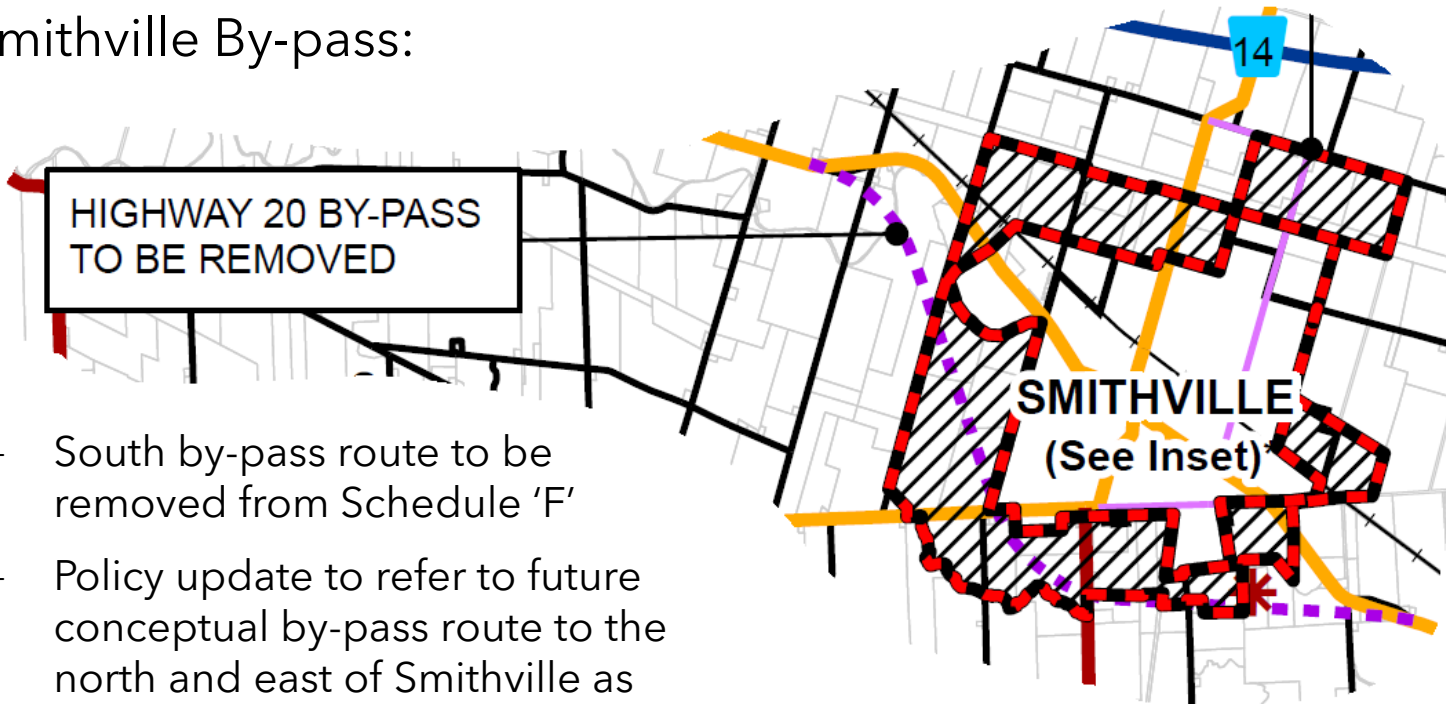 mithville By-pass:
14
HIGHWAY 20 BY-PASS
TO BE REMOVED
SMITHVILLE
(See Inset)
- South by-pass route to be
removed from Schedule ‘F’
- Policy update to refer to future
conceptual by-pass route to the
north and east of Smithville as